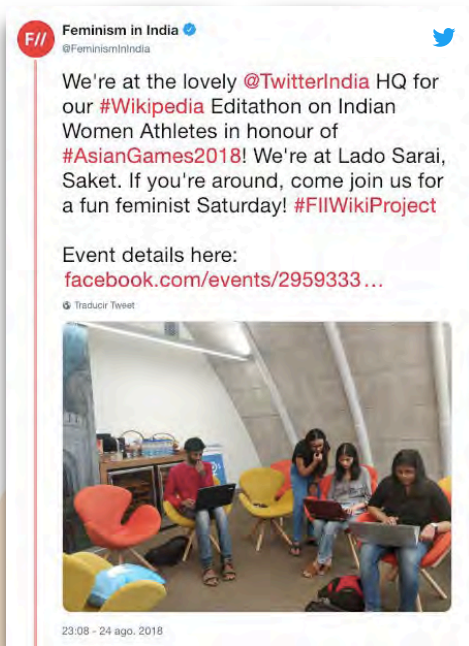 F//
Feminism in India
@FeminismInIndia
We're at the lovely @TwitterIndia HQ for
our #Wikipedia Editathon on Indian
Women Athletes in honour of
#AsianGames2018! We're at Lado Sarai,
Saket. If you're around, come join us for
a fun feminist Saturday! #FIIWikiProject
Event details here:
facebook.com/events/2959333...
Traducir Tweet
23:08 - 24 ago. 2018